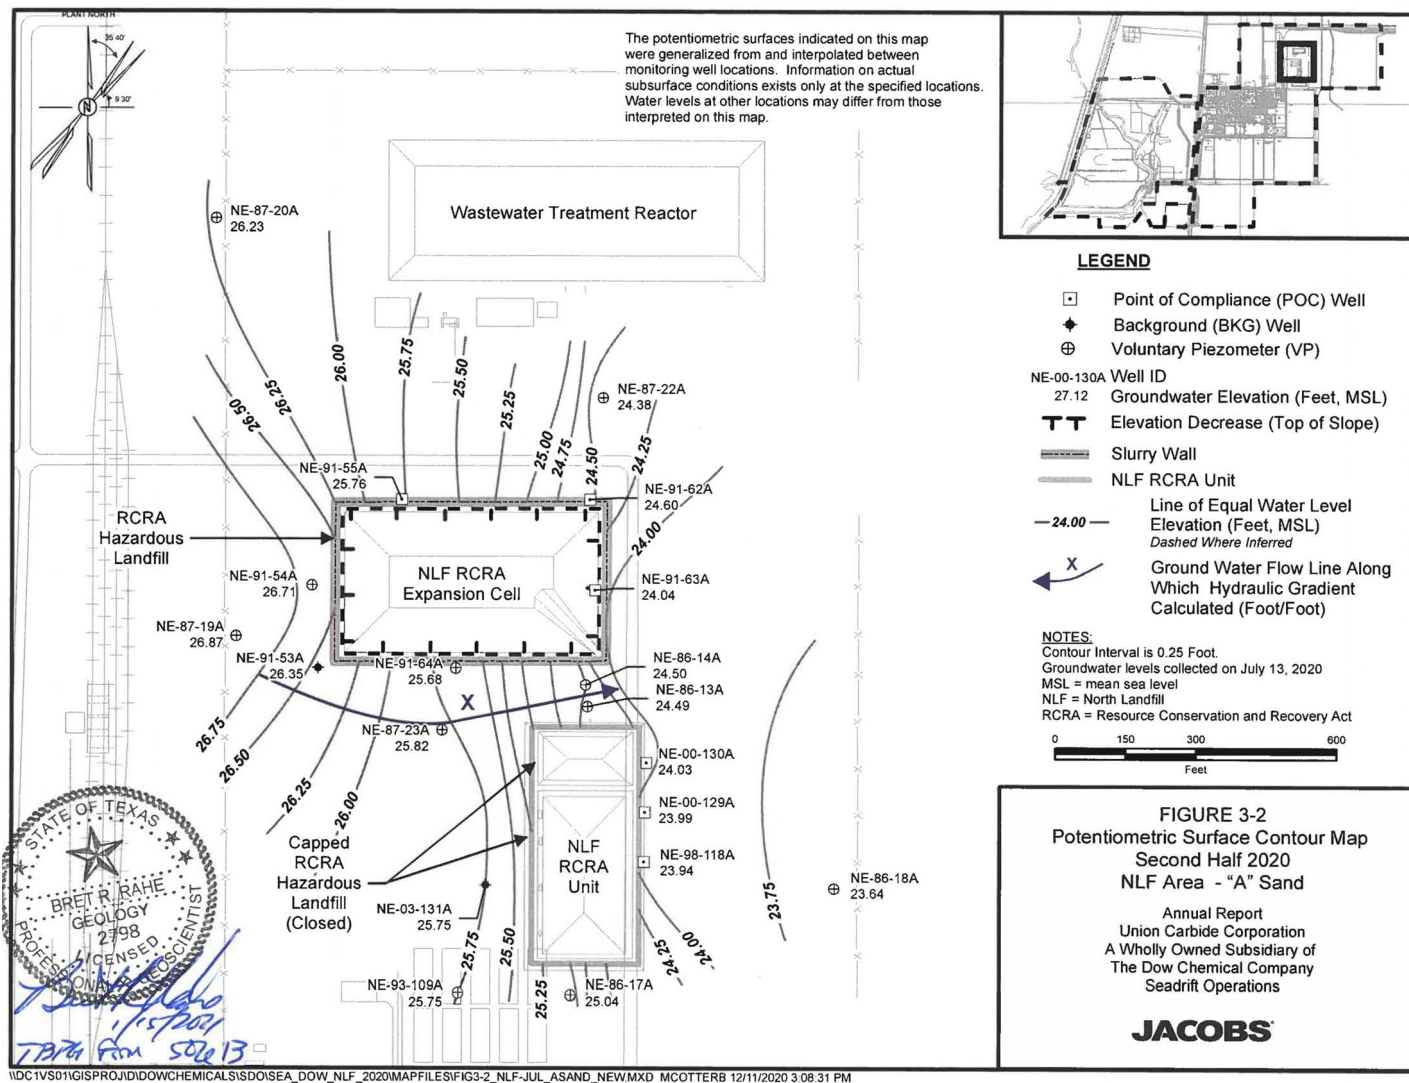 PLANT NORTH
35 40'
N
9 30'
The potentiometric surfaces indicated on this map
were generalized from and interpolated between
monitoring well locations. Information on actual
subsurface conditions exists only at the specified locations.
Water levels at other locations may differ from those
interpreted on this map.
Wastewater Treatment Reactor
NE-87-20A
26.23
26.50
26.25
26.00
25.75
25.50
25.25
25.00
24.75
24.50
24.25
24.00
NE-87-22A
24.38
NE-91-55A
25.76
NE-91-62A
24.60
RCRA
Hazardous
Landfill
NLF RCRA
Expansion Cell
NE-91-54A
26.71
NE-91-63A
24.04
NE-87-19A
26.87
NE-91-53A
26.35
NE-91-64A
25.68
NE-86-14A
24.50
NE-86-13A
24.49
X
NE-87-23A
25.82
26.75
26.50
26.25
26.00
NE-00-130A
24.03
NE-00-129A
23.99
NE-98-118A
23.94
Capped
RCRA
Hazardous
Landfill
(Closed)
NLF
RCRA
Unit
NE-86-18A
23.64
23.75
NE-03-131A
25.75
25.75
25.50
25.25
24.25
24.00
NE-93-109A
25.75
NE-86-17A
25.04
STATE OF TEXAS
BRET R. RAHE
GEOLOGY
2798
LICENSED
PROFESSIONAL GEOSCIENTIST
1/15/2021
TBPG Firm
LEGEND
Point of Compliance (POC) Well
Background (BKG) Well
Voluntary Piezometer (VP)
NE-00-130A Well ID
27.12 Groundwater Elevation (Feet, MSL)
Elevation Decrease (Top of Slope)
Slurry Wall
NLF RCRA Unit
24.00 Line of Equal Water Level
Elevation (Feet, MSL)
Dashed Where Inferred
X Ground Water Flow Line Along
Which Hydraulic Gradient
Calculated (Foot/Foot)
NOTES:
Contour Interval is 0.25 Foot.
Groundwater levels collected on July 13, 2020
MSL = mean sea level
NLF = North Landfill
RCRA = Resource Conservation and Recovery Act
0 150 300 600
Feet
FIGURE 3-2
Potentiometric Surface Contour Map
Second Half 2020
NLF Area - “A” Sand
Annual Report
Union Carbide Corporation
A Wholly Owned Subsidiary of
The Dow Chemical Company
Seadrift Operations
JACOBS
\\DC1VS01\GISPROJ\D\DOWCHEMICALS\SDO\SEA_DOW_NLF_2020\MAPFILES\FIG3-2_NLF-JUL_ASAND_NEW.MXD MCOTTERB 12/11/2020 3:08:31 PM